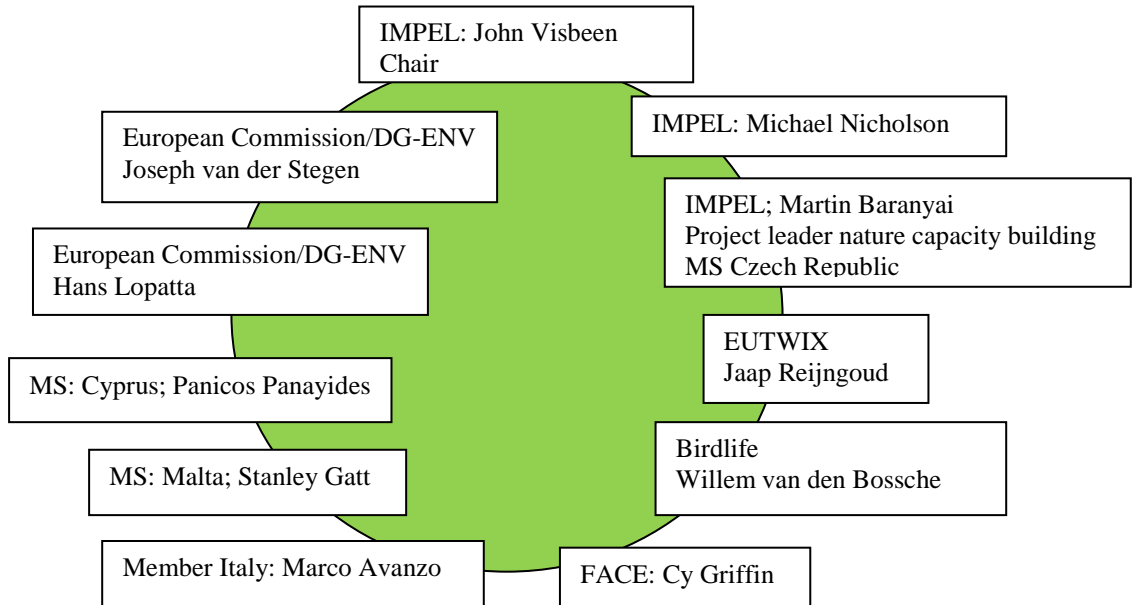 IMPEL: John Visbeen
Chair
IMPEL: Michael Nicholson
European Commission/DG-ENV
Joseph van der Stegen
IMPEL; Martin Baranyai
Project leader nature capacity building
MS Czech Republic
European Commission/DG-ENV
Hans Lopatta
EUTWIX
Jaap Reijngoud
MS: Cyprus; Panicos Panayides
Birdlife
Willem van den Bossche
MS: Malta; Stanley Gatt
Member Italy: Marco Avanzo
FACE: Cy Griffin